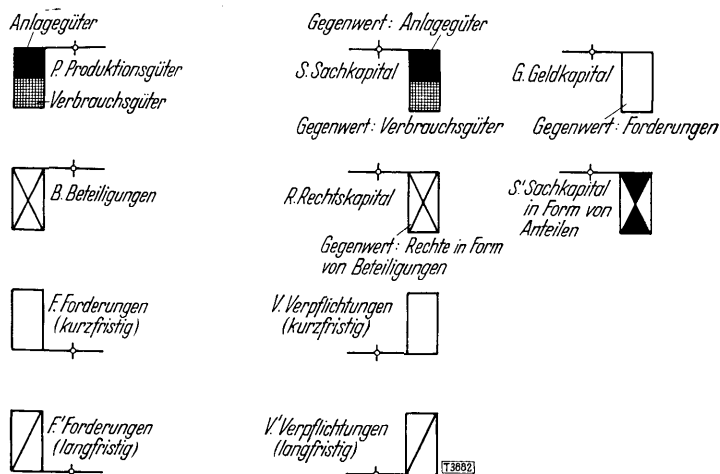 Anlagegüter
P. Produktionsgüter
Verbrauchsgüter
Gegenwert: Anlagegüter
S. Sachkapital
Gegenwert: Verbrauchsgüter
G. Geldkapital
Gegenwert: Forderungen
B. Beteiligungen
R. Rechtskapital
Gegenwert: Rechte in Form
von Beteiligungen
S.' Sachkapital
in Form von
Anteilen
F. Forderungen
(kurzfristig)
V. Verpflichtungen
(kurzfristig)
F.' Forderungen
(langfristig)
V.' Verpflichtungen
(langfristig)
T3882